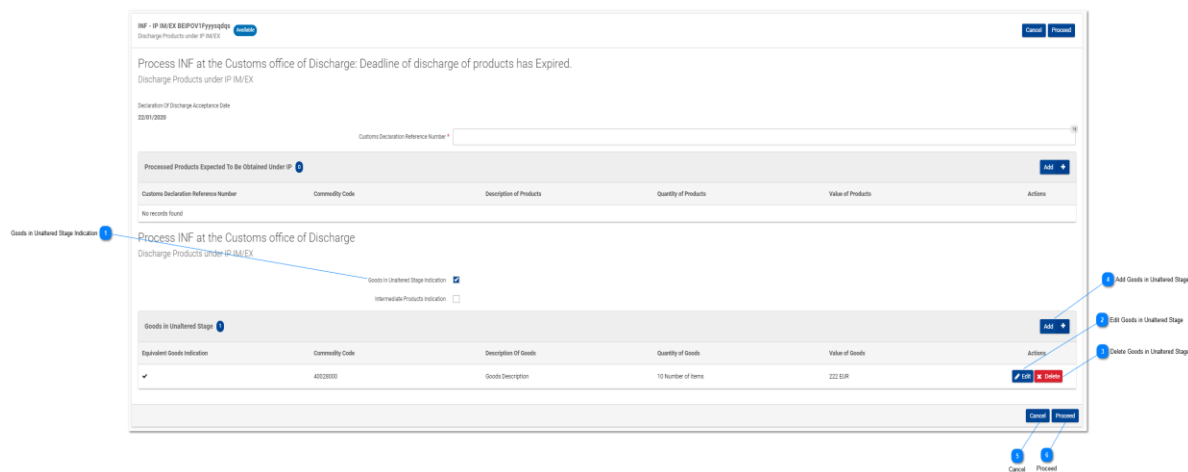 INF - IP IM/EX BEIPOV1Fyyysqdqs Available
Discharge Products under IP IM/EX
Cancel Proceed
Process INF at the Customs office of Discharge: Deadline of discharge of products has Expired.
Discharge Products under IP IM/EX
Declaration Of Discharge Acceptance Date
22/01/2020
Customs Declaration Reference Number *
Processed Products Expected To Be Obtained Under IP 0 Add +
Customs Declaration Reference Number Commodity Code Description of Products Quantity of Products Value of Products Actions
No records found
Goods in Unaltered Stage Indication 1
Process INF at the Customs office of Discharge
Discharge Products under IP IM/EX
Goods in Unaltered Stage Indication
4 Add Goods in Unaltered Stage
Intermediate Products Indication
Goods in Unaltered Stage 1 Add +
2 Edit Goods in Unaltered Stage
Equivalent Goods Indication Commodity Code Description Of Goods Quantity of Goods Value of Goods Actions
3 Delete Goods in Unaltered Stage
✔ 40028000 Goods Description 10 Number of items 222 EUR Edit ✖ Delete
Cancel Proceed
5 6
Cancel Proceed